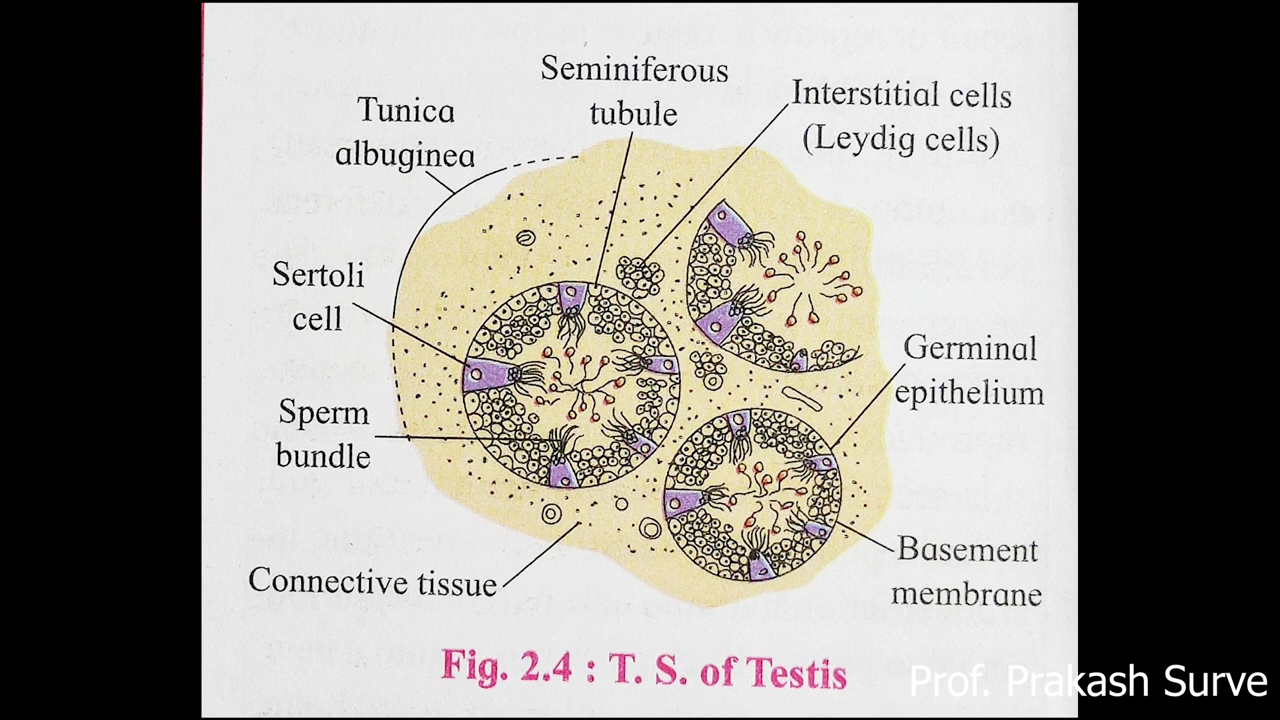 Seminiferous
tubule
Interstitial cells
(Leydig cells)
Tunica
albuginea
Sertoli
cell
Germinal
epithelium
Sperm
bundle
Basement
membrane
Connective tissue
Fig. 2.4 : T. S. of Testis
Prof. Prakash Surve